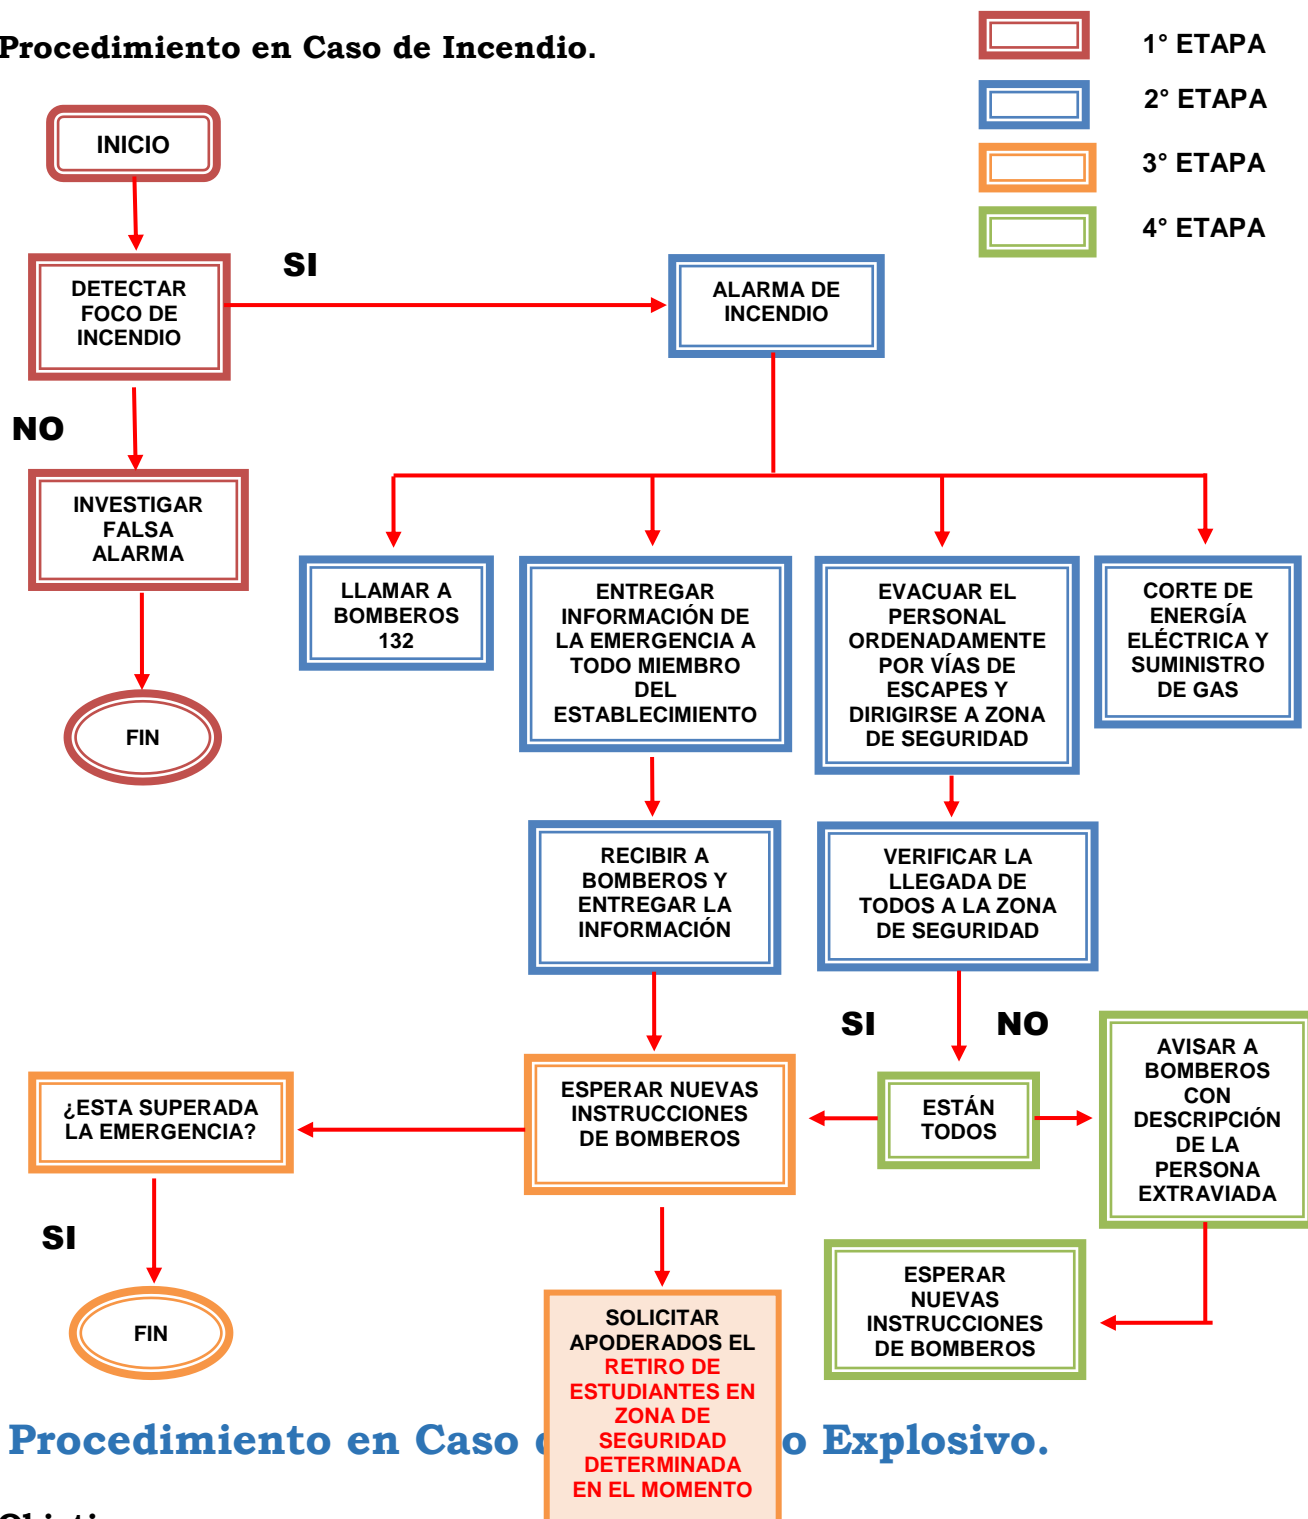 Procedimiento en Caso de Incendio.
1° ETAPA
2° ETAPA
3° ETAPA
4° ETAPA
INICIO
DETECTAR
FOCO DE
INCENDIO
SI
ALARMA DE
INCENDIO
NO
INVESTIGAR
FALSA
ALARMA
FIN
LLAMAR A
BOMBEROS
132
ENTREGAR
INFORMACIÓN DE
LA EMERGENCIA A
TODO MIEMBRO
DEL
ESTABLECIMIENTO
EVACUAR EL
PERSONAL
ORDENADAMENTE
POR VÍAS DE
ESCAPES Y
DIRIGIRSE A ZONA
DE SEGURIDAD
CORTE DE
ENERGÍA
ELÉCTRICA Y
SUMINISTRO
DE GAS
RECIBIR A
BOMBEROS Y
ENTREGAR LA
INFORMACIÓN
VERIFICAR LA
LLEGADA DE
TODOS A LA ZONA
DE SEGURIDAD
SI
NO
¿ESTA SUPERADA
LA EMERGENCIA?
ESPERAR NUEVAS
INSTRUCCIONES
DE BOMBEROS
ESTÁN
TODOS
AVISAR A
BOMBEROS
CON
DESCRIPCIÓN
DE LA
PERSONA
EXTRAVIADA
SI
FIN
ESPERAR
NUEVAS
INSTRUCCIONES
DE BOMBEROS
SOLICITAR
APODERADOS EL
RETIRO DE
ESTUDIANTES EN
ZONA DE
SEGURIDAD
DETERMINADA
EN EL MOMENTO
Procedimiento en Caso o Explosivo.